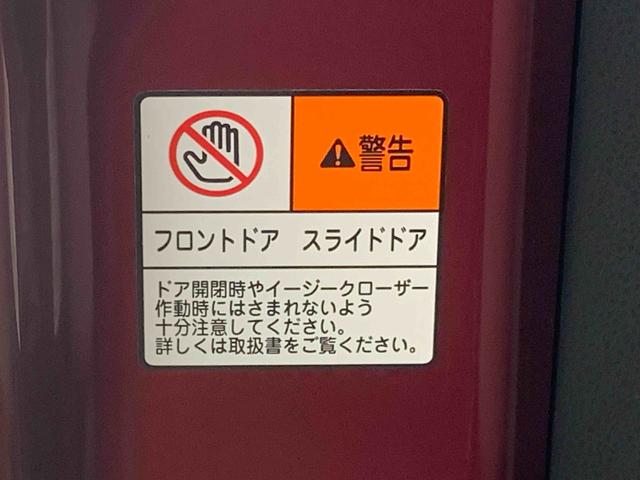 警告
フロントドア　スライドドア
ドア開閉時やイージークローザー
作動時にはさまれないよう
十分注意してください。
詳しくは取扱書をご覧ください。